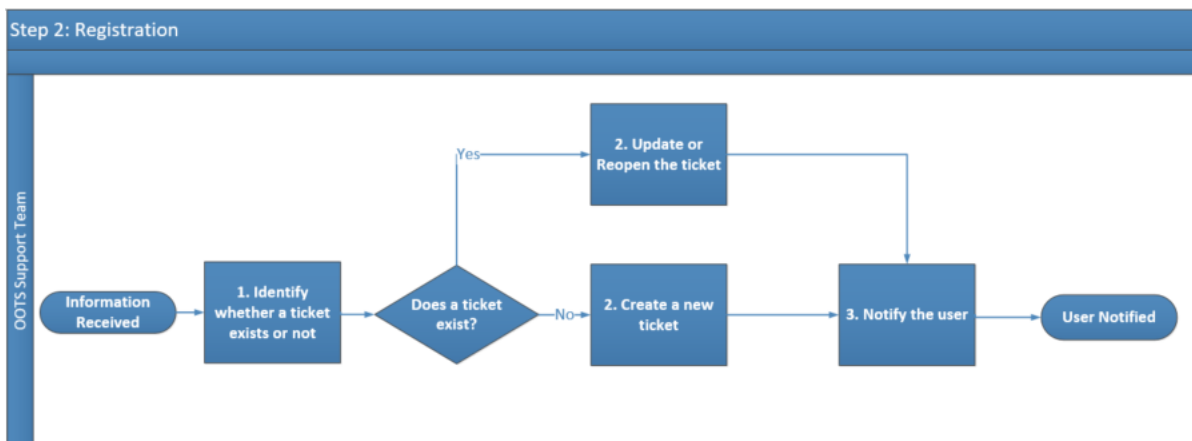 Step 2: Registration
OOTS Support Team
Information
Received
1. Identify
whether a ticket
exists or not
Does a ticket
exist?
Yes
2. Update or
Reopen the ticket
No
2. Create a new
ticket
3. Notify the user
User Notified